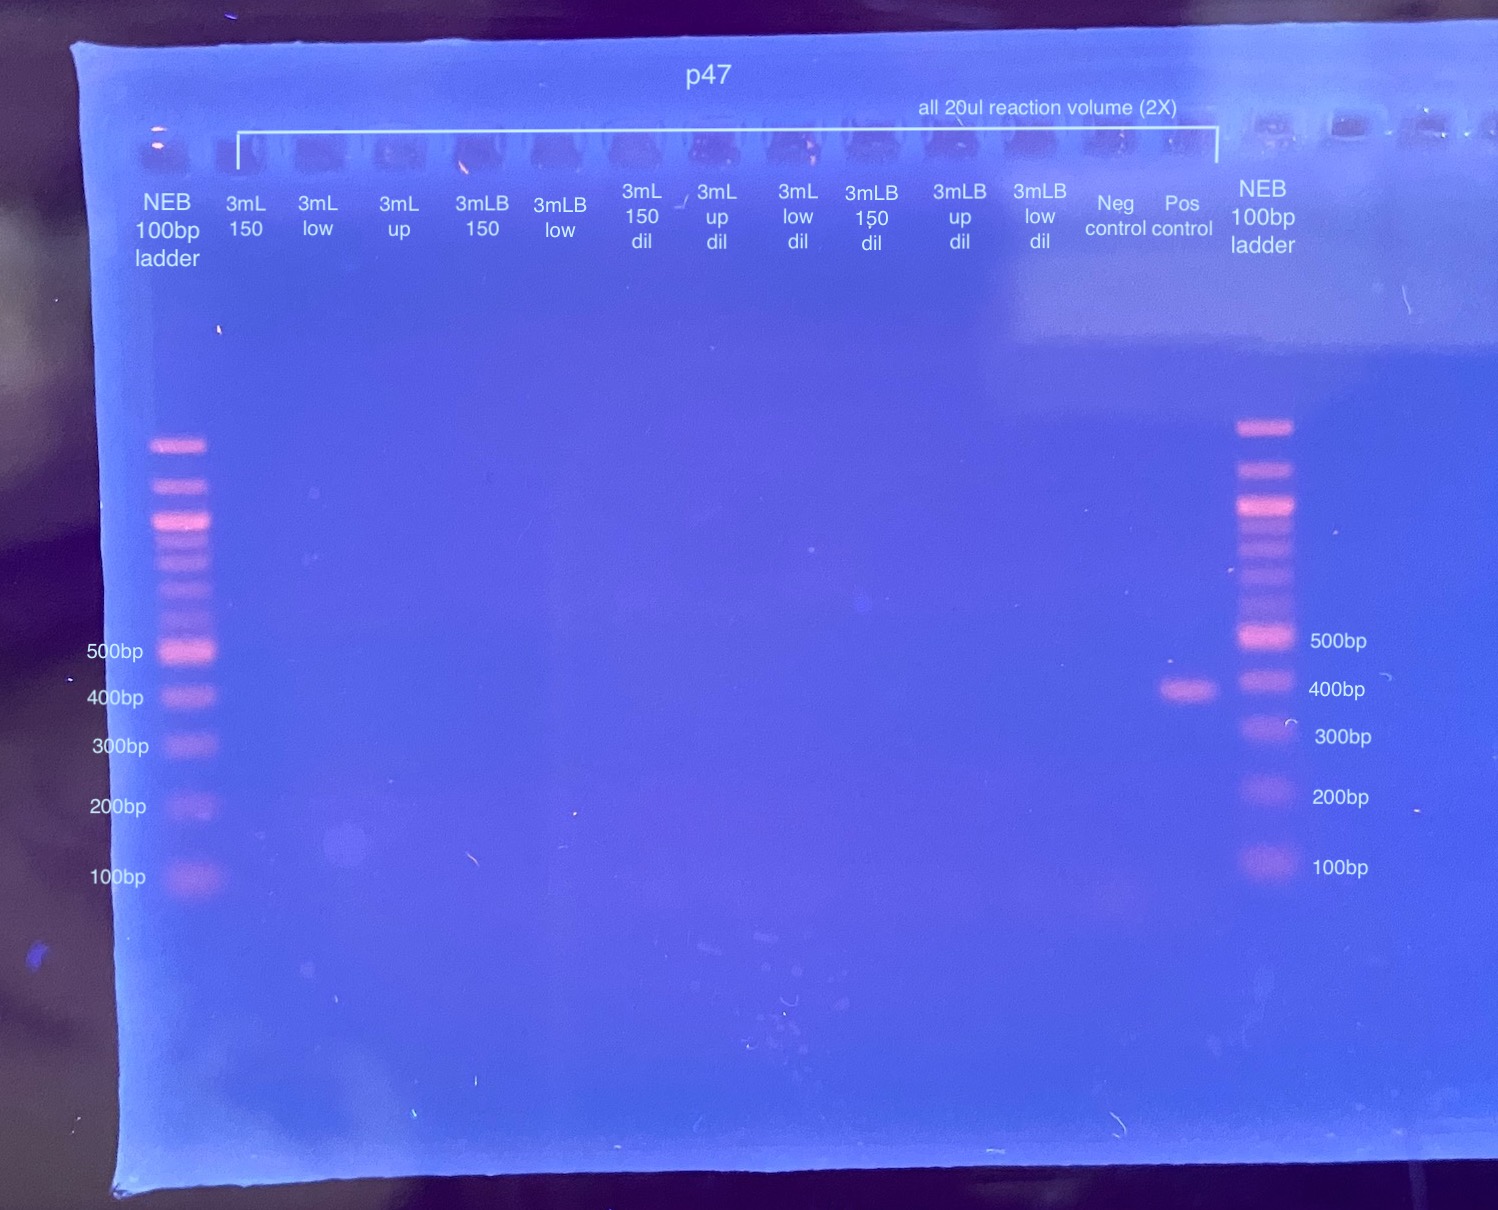 p47
all 20ul reaction volume (2X)
NEB
100bp
ladder
3mL
150
3mL
low
3mL
up
3mLB
150
3mLB
low
3mL
150
dil
3mL
up
dil
3mL
low
dil
3mLB
150
dil
3mLB
up
dil
3mLB
low
dil
Neg
control
Pos
control
NEB
100bp
ladder
500bp
400bp
300bp
200bp
100bp
500bp
400bp
300bp
200bp
100bp